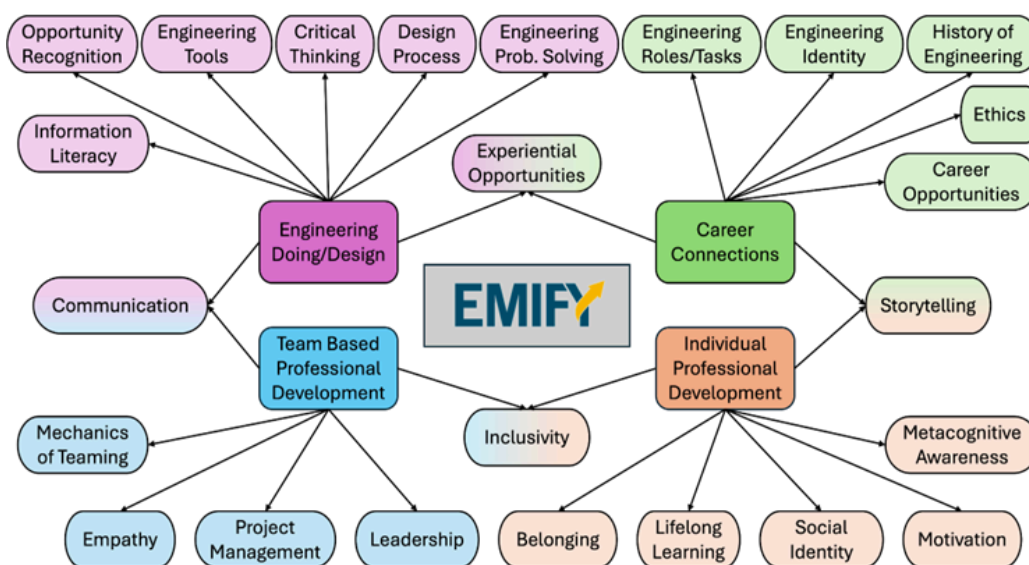 Opportunity
Recognition
Engineering
Tools
Critical
Thinking
Design
Process
Engineering
Prob. Solving
Engineering
Roles/Tasks
Engineering
Identity
History of
Engineering
Information
Literacy
Experiential
Opportunities
Ethics
Career
Opportunities
Engineering
Doing/Design
Career
Connections
Communication
EMIFY
Storytelling
Team Based
Professional
Development
Individual
Professional
Development
Mechanics
of Teaming
Inclusivity
Metacognitive
Awareness
Empathy
Project
Management
Leadership
Belonging
Lifelong
Learning
Social
Identity
Motivation